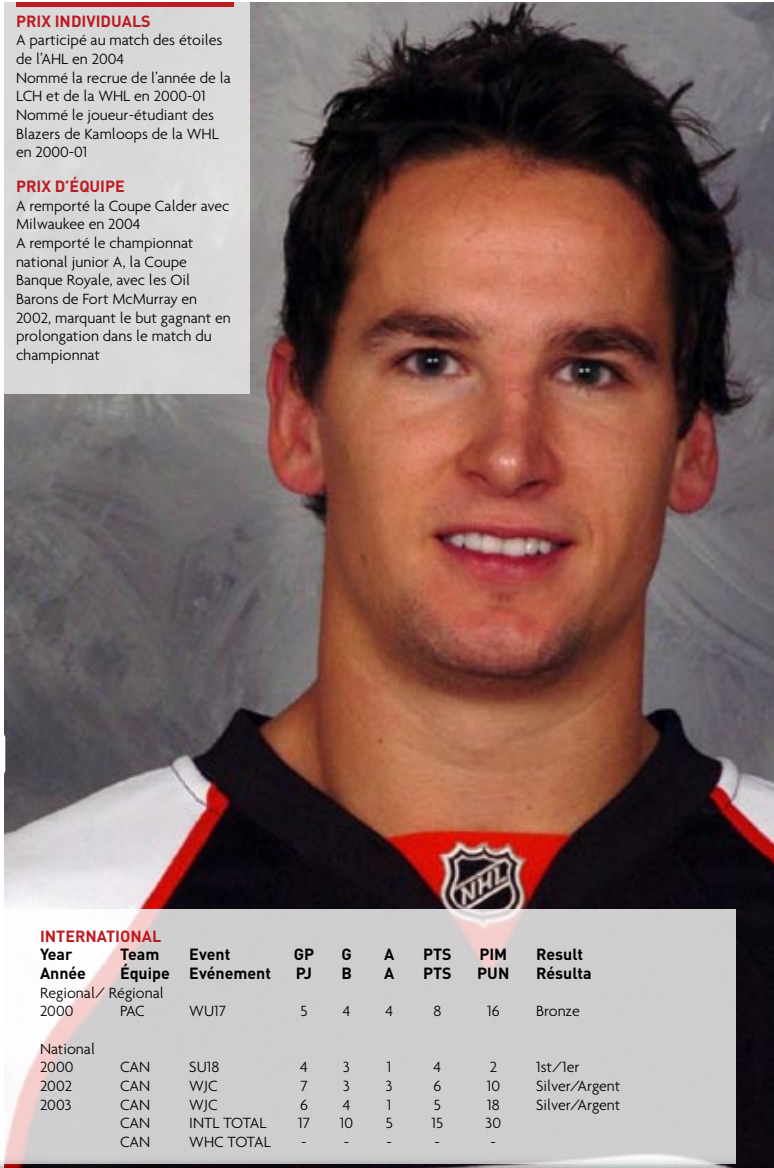 PRIX INDIVIDUALS
A participé au match des étoiles
de l'AHL en 2004
Nommé la recrue de l'année de la
LCH et de la WHL en 2000-01
Nommé le joueur-étudiant des
Blazers de Kamloops de la WHL
en 2000-01
PRIX D'ÉQUIPE
A remporté la Coupe Calder avec
Milwaukee en 2004
A remporté le championnat
national junior A, la Coupe
Banque Royale, avec les Oil
Barons de Fort McMurray en
2002, marquant le but gagnant en
prolongation dans le match du
championnat
NHL
INTERNATIONAL
Year Team Event GP G A PTS PIM Result
Année Équipe Evénement PJ B A PTS PUN Résulta
Regional/ Régional
2000 PAC WU17 5 4 4 8 16 Bronze
National
2000 CAN SU18 4 3 1 4 2 1st/1er
2002 CAN WJC 7 3 3 6 10 Silver/Argent
2003 CAN WJC 6 4 1 5 18 Silver/Argent
CAN INTL TOTAL 17 10 5 15 30
CAN WHC TOTAL - - - - -